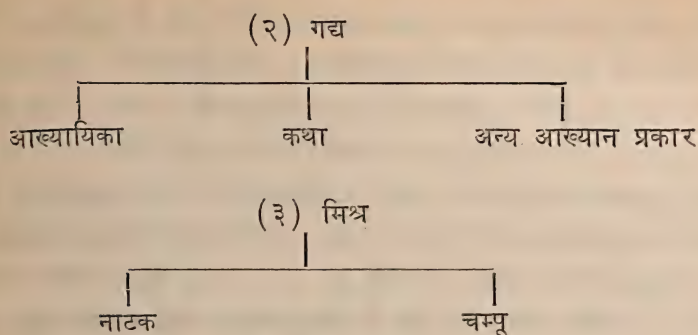 (२) गद्य
आख्यायिका कथा अन्य आख्यान प्रकार
(३) मिश्र
नाटक चम्पू